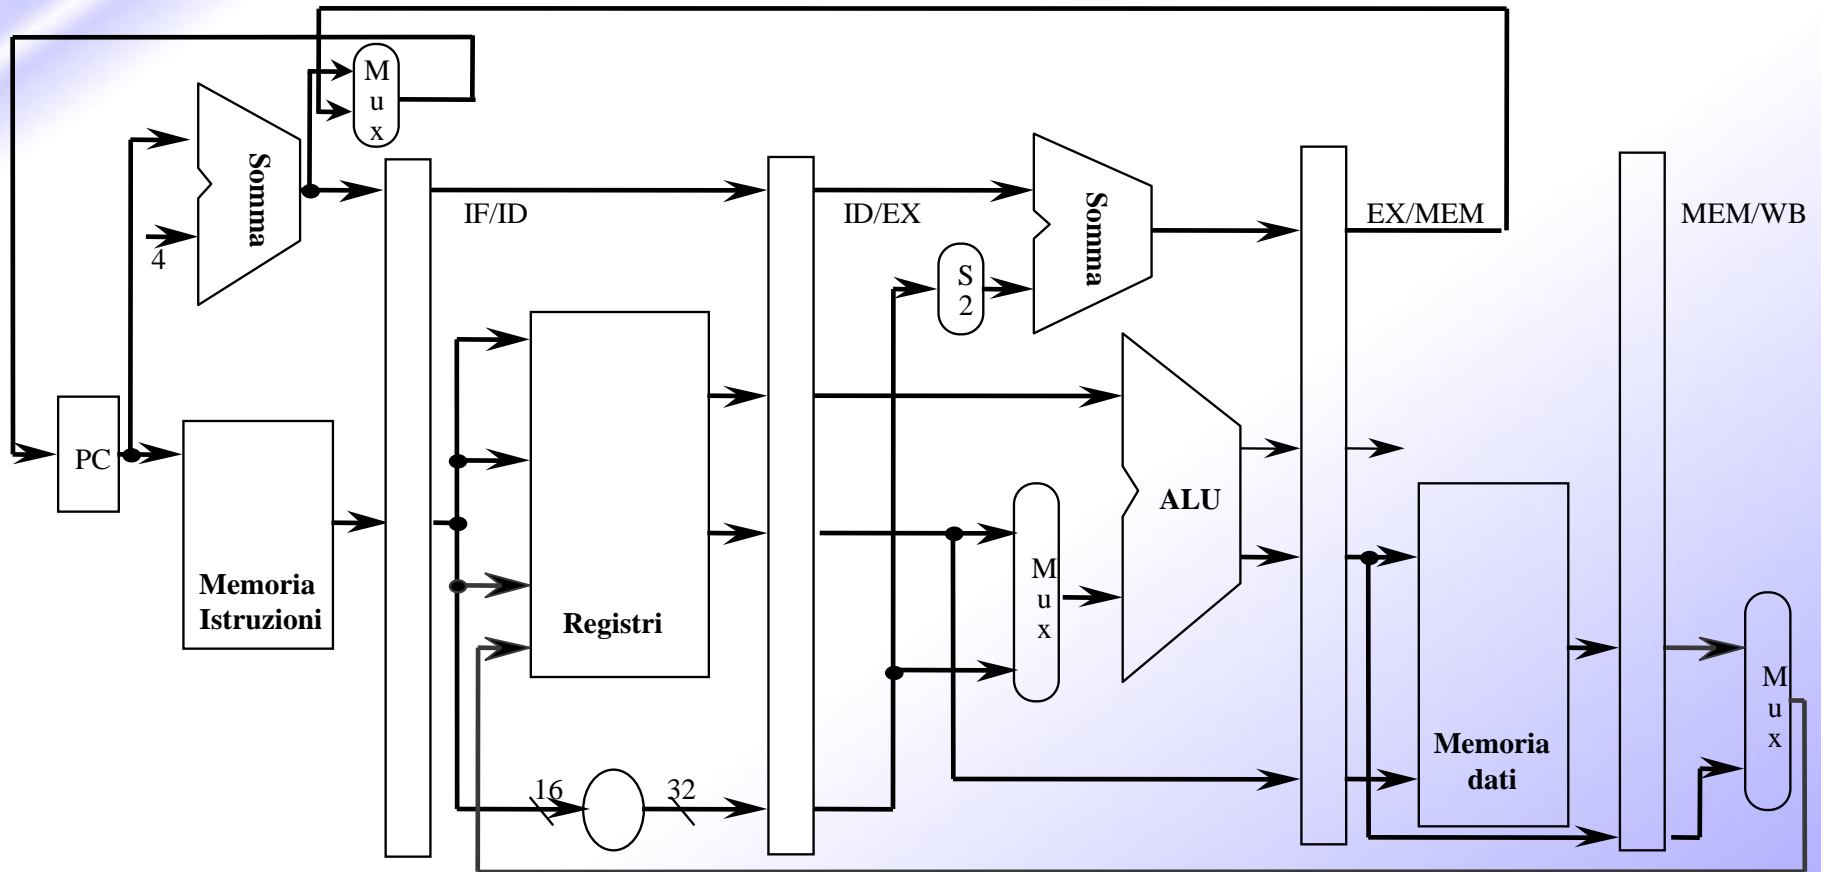 M
u
x
Somma
4
IF/ID
ID/EX
Somma
EX/MEM
MEM/WB
S
2
PC
Memoria
Istruzioni
Registri
M
u
x
ALU
Memoria
dati
M
u
x
16
32